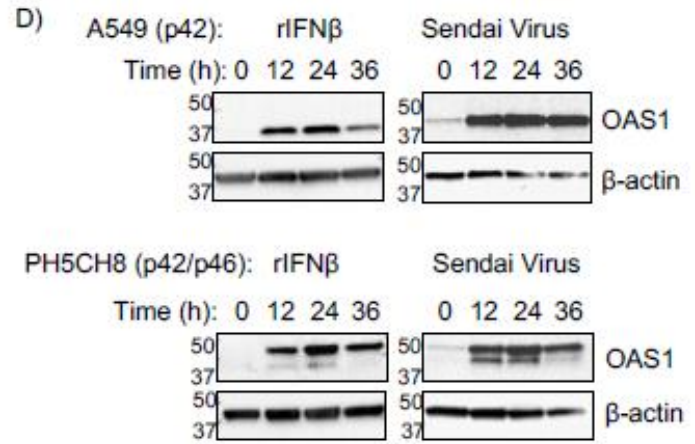 D)
A549 (p42): rIFNβ Sendai Virus
Time (h): 0 12 24 36 0 12 24 36
50 50
37 37 OAS1
50 50
37 37 β-actin
PH5CH8 (p42/p46): rIFNβ Sendai Virus
Time (h): 0 12 24 36 0 12 24 36
50 50
37 37 OAS1
50 50
37 37 β-actin